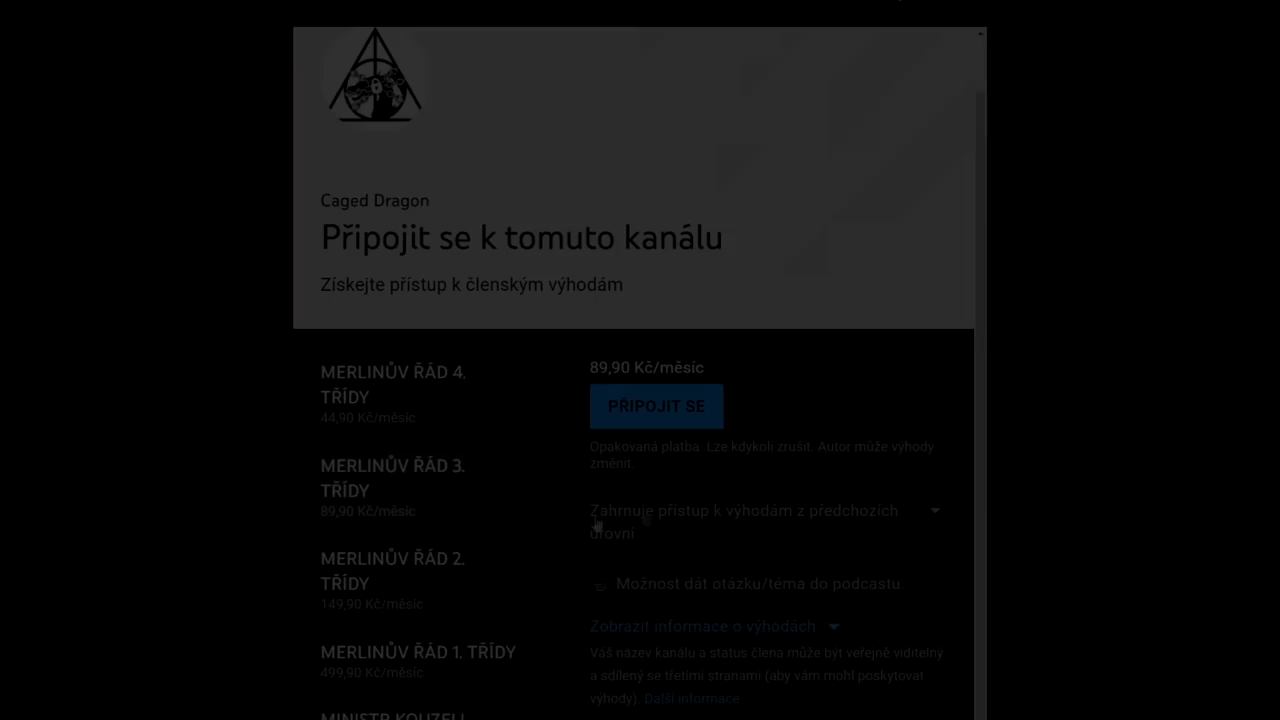 Caged Dragon
Připojit se k tomuto kanálu
Získejte přístup k členským výhodám
MERLINŮV ŘÁD 4.
TŘÍDY
44,90 Kč/měsíc
MERLINŮV ŘÁD 3.
TŘÍDY
89,90 Kč/měsíc
MERLINŮV ŘÁD 2.
TŘÍDY
149,90 Kč/měsíc
MERLINŮV ŘÁD 1. TŘÍDY
499,90 Kč/měsíc
MINISTR KOUZEL
89,90 Kč/měsíc
PŘIPOJIT SE
Opakovaná platba. Lze kdykoli zrušit. Autor může výhody
změnit.
Zahrnuje přístup k výhodám z předchozích
úrovní
Možnost dát otázku/téma do podcastu
Zobrazit informace o výhodách
Váš název kanálu a status člena může být veřejně viditelný
a sdílený se třetími stranami (aby vám mohl poskytovat
výhody). Další informace